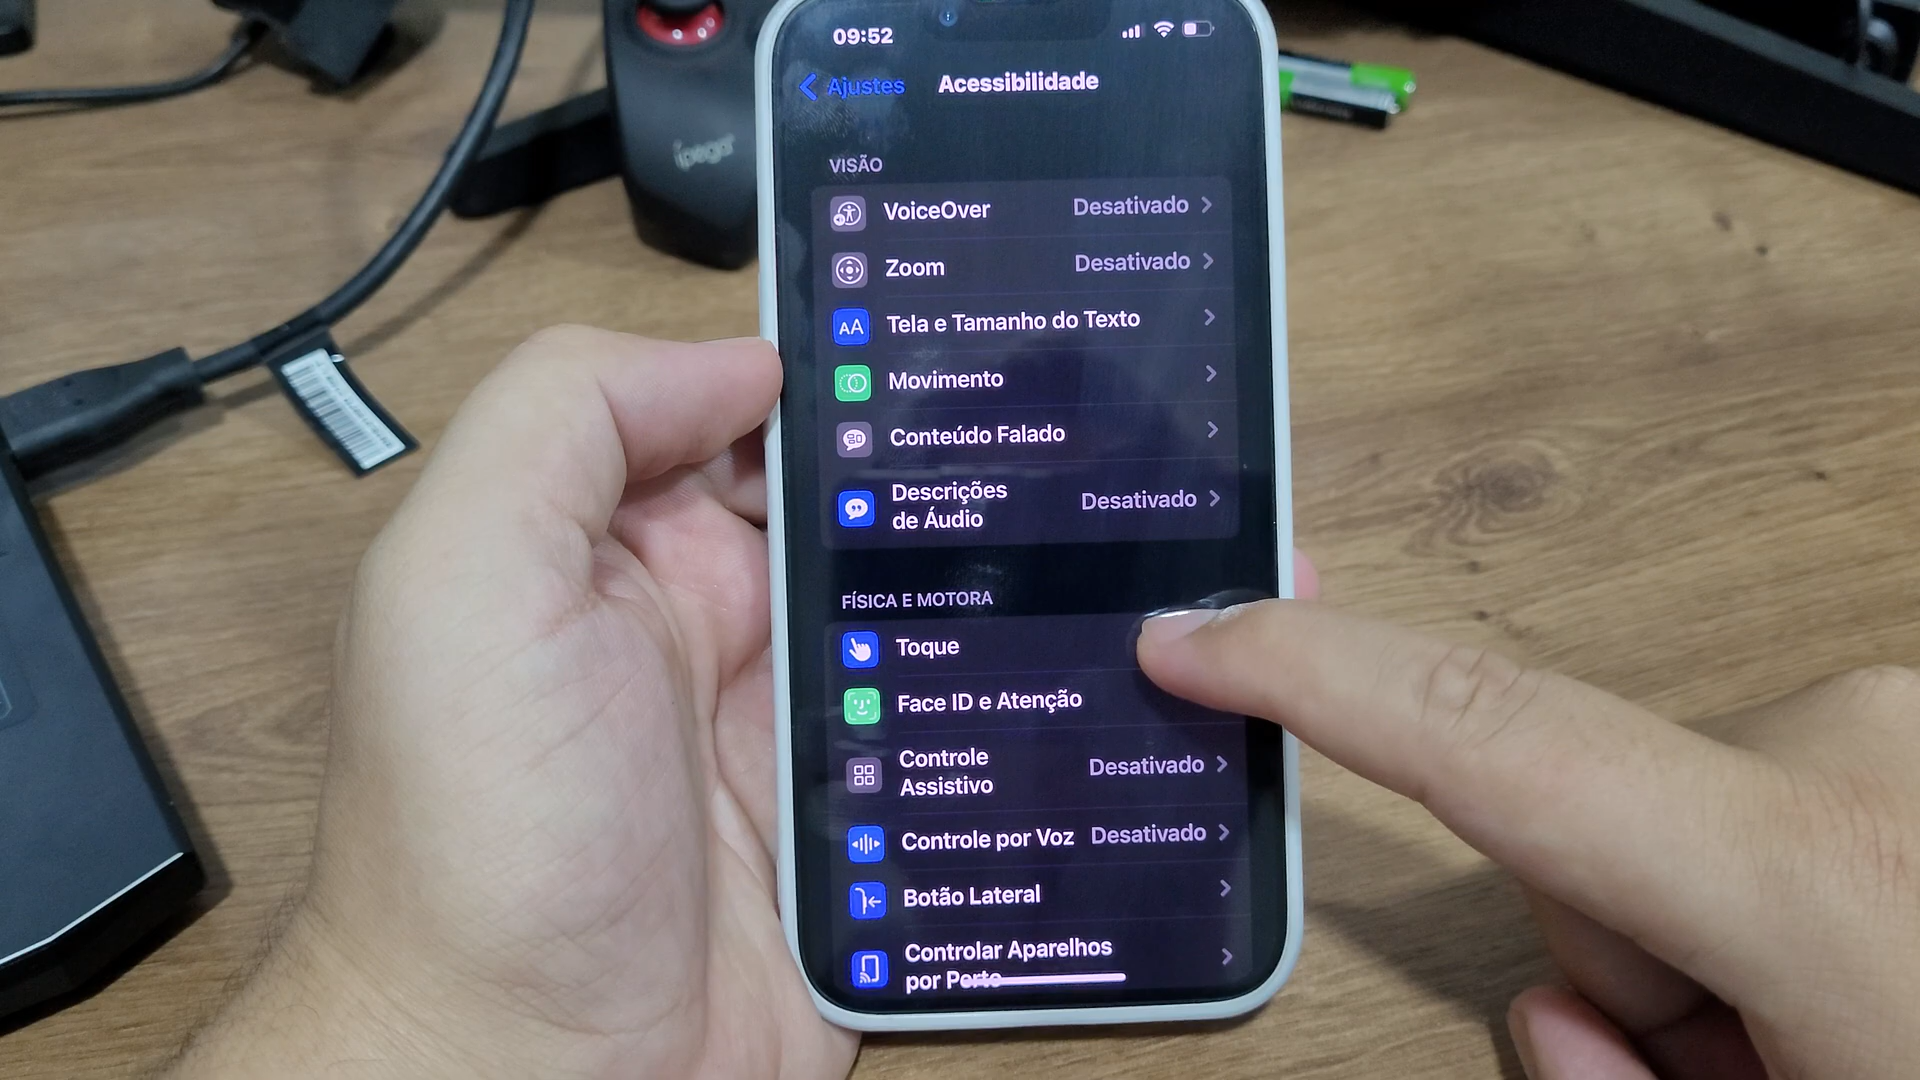 09:52
Ajustes
Acessibilidade
VISÃO
VoiceOver Desativado
Zoom Desativado
AA Tela e Tamanho do Texto
Movimento
Conteúdo Falado
Descrições
de Áudio
Desativado
FÍSICA E MOTORA
Toque
Face ID e Atenção
Controle
Assistivo
Desativado
Controle por Voz Desativado
Botão Lateral
Controlar Aparelhos
por Perto
ípega